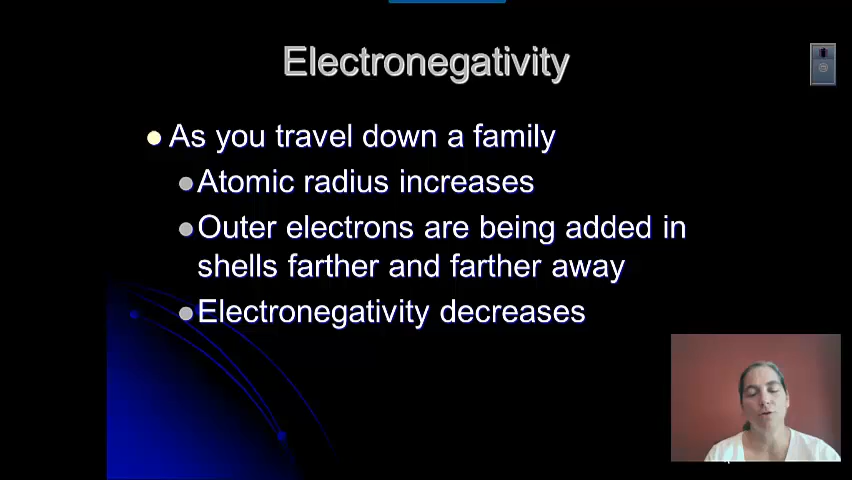 Electronegativity
As you travel down a family
Atomic radius increases
Outer electrons are being added in
shells farther and farther away
Electronegativity decreases